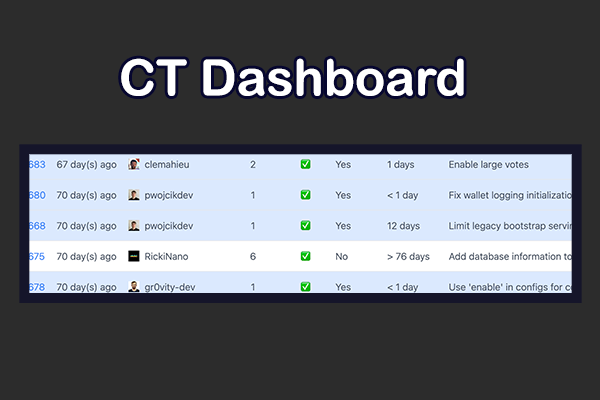 CT Dashboard
683 67 day(s) ago clemahieu 2 Yes 1 days Enable large votes
680 70 day(s) ago pwojcikdev 1 Yes < 1 day Fix wallet logging
668 70 day(s) ago pwojcikdev 1 Yes 12 days Limit legacy bootstrap
675 70 day(s) ago RickiNano 6 No > 76 days Add database information to
678 70 day(s) ago gr0vity-dev 1 Yes < 1 day Use 'enable' in configs for